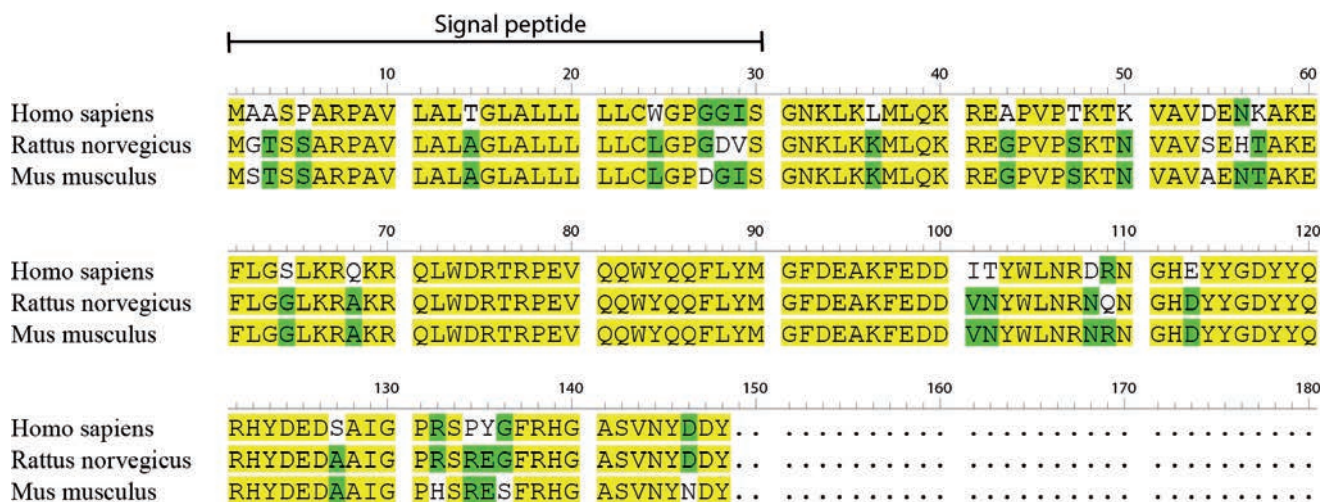 Signal peptide
10 20 30 40 50 60
Homo sapiens MAASPARPAV LALTGLALLL LLCWGPGGIS GNKLKLMLQK REAPVPTKTK VAVDENKAKE
Rattus norvegicus MGTSSARPAV LALAGLALLL LLCLGPGDVS GNKLKKMLQK REGPVPSKTN VAVSEHTAKE
Mus musculus MSTSSARPAV LALAGLALLL LLCLGPDGIS GNKLKKMLQK REGPVPSKTN VAVAENTAKE
70 80 90 100 110 120
Homo sapiens FLGSLKRQKR QLWDRTRPEV QQWYQQFLYM GFDEAKFEDD ITYWLNRDRN GHEYYGDYYQ
Rattus norvegicus FLGGLKRAKR QLWDRTRPEV QQWYQQFLYM GFDEAKFEDD VNYWLNRNQN GHDYYGDYYQ
Mus musculus FLGGLKRAKR QLWDRTRPEV QQWYQQFLYM GFDEAKFEDD VNYWLNRNRN GHDYYGDYYQ
130 140 150 160 170 180
Homo sapiens RHYDEDSAIG PRSPYGFRHG ASVNYDDY.. .......... .......... ..........
Rattus norvegicus RHYDEDAAIG PRSREGFRHG ASVNYDDY.. .......... .......... ..........
Mus musculus RHYDEDAAIG PHSRESFRHG ASVNYNDY.. .......... .......... ..........